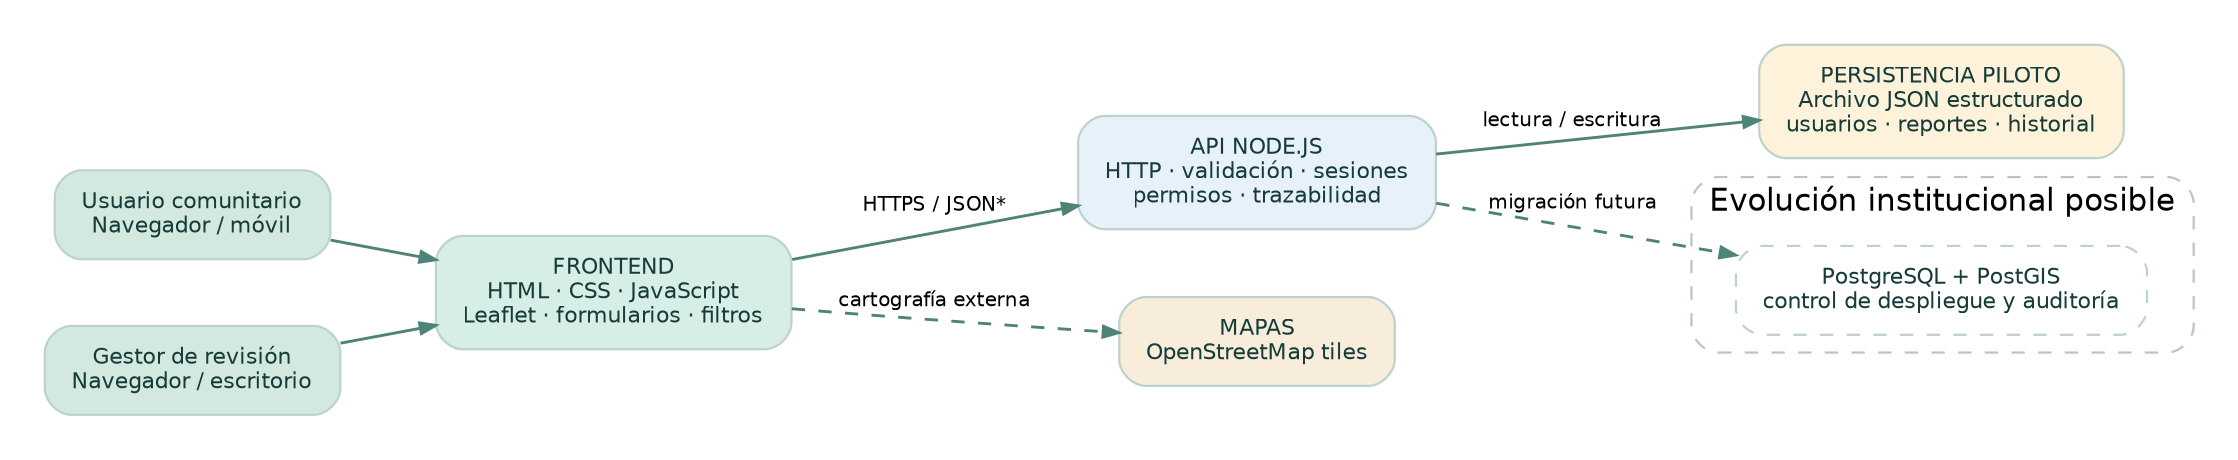 Usuario comunitario
Navegador / móvil
Gestor de revisión
Navegador / escritorio
FRONTEND
HTML · CSS · JavaScript
Leaflet · formularios · filtros
HTTPS / JSON*
cartografía externa
API NODE.JS
HTTP · validación · sesiones
permisos · trazabilidad
MAPAS
OpenStreetMap tiles
lectura / escritura
migración futura
PERSISTENCIA PILOTO
Archivo JSON estructurado
usuarios · reportes · historial
Evolución institucional posible
PostgreSQL + PostGIS
control de despliegue y auditoría